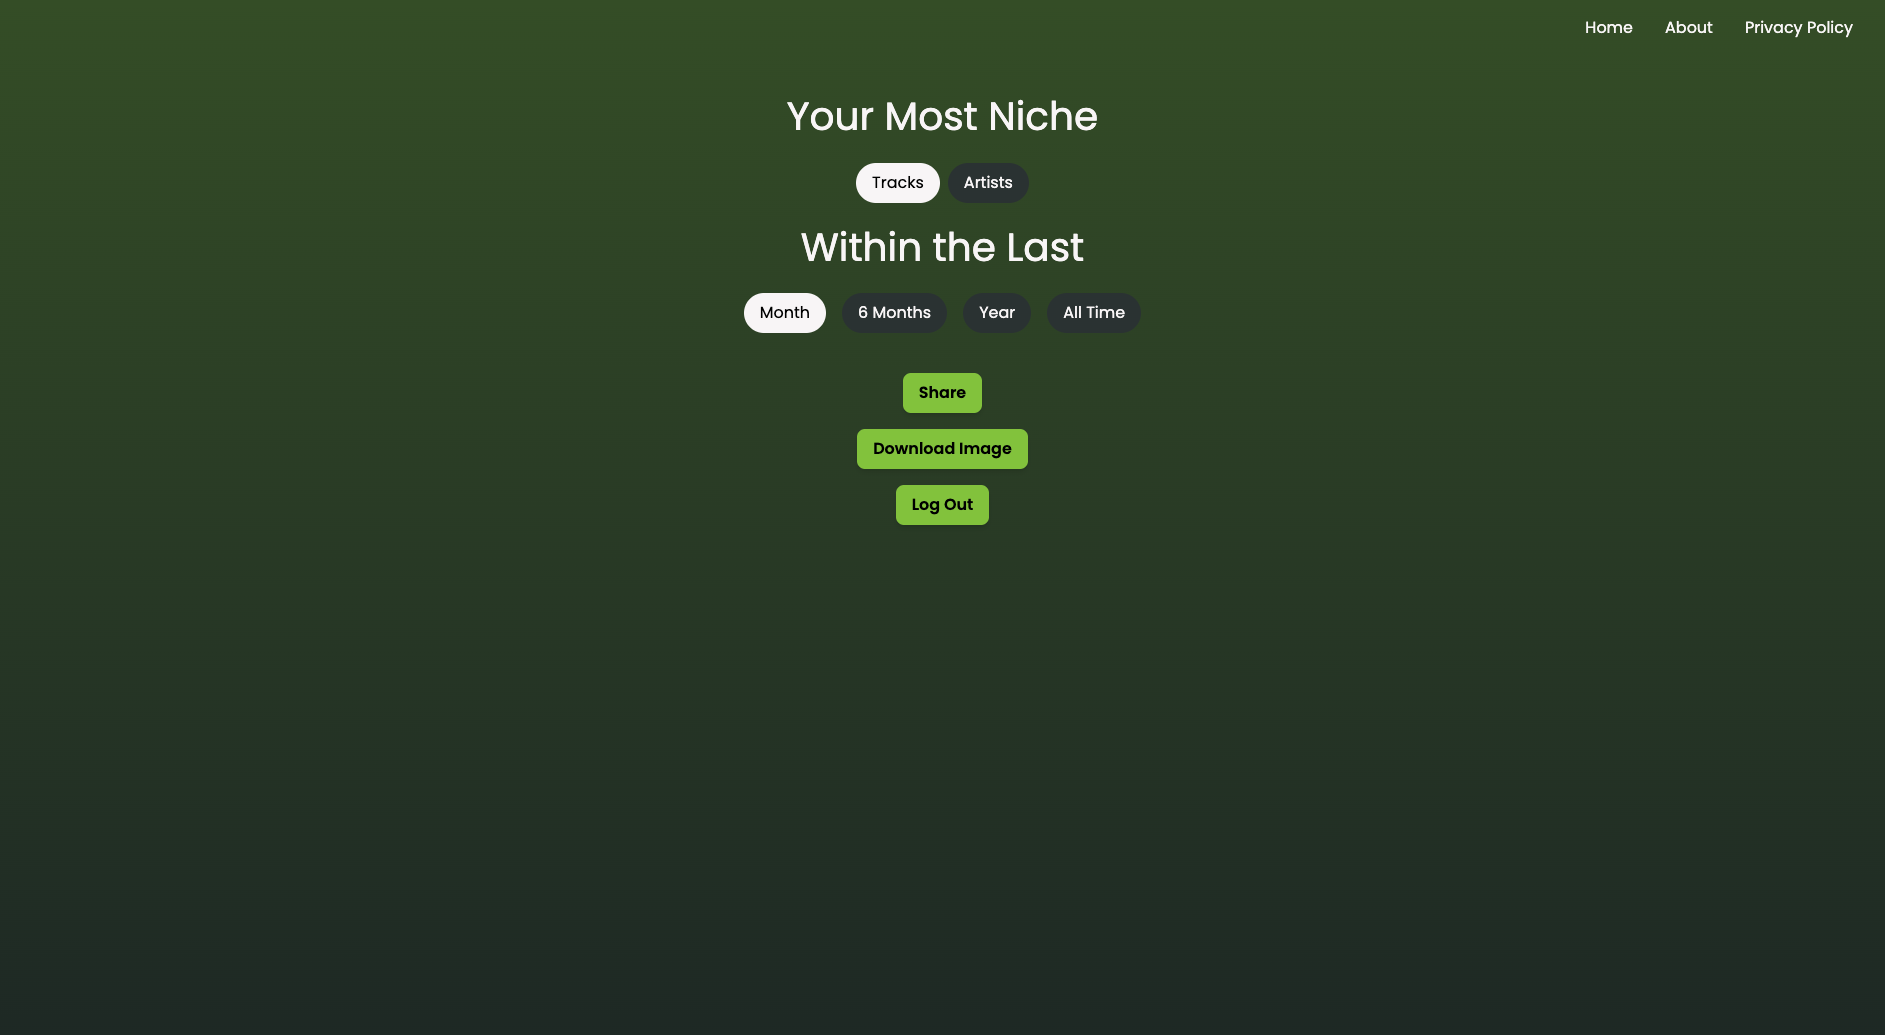 Home About Privacy Policy
Your Most Niche
Tracks Artists
Within the Last
Month 6 Months Year All Time
Share
Download Image
Log Out